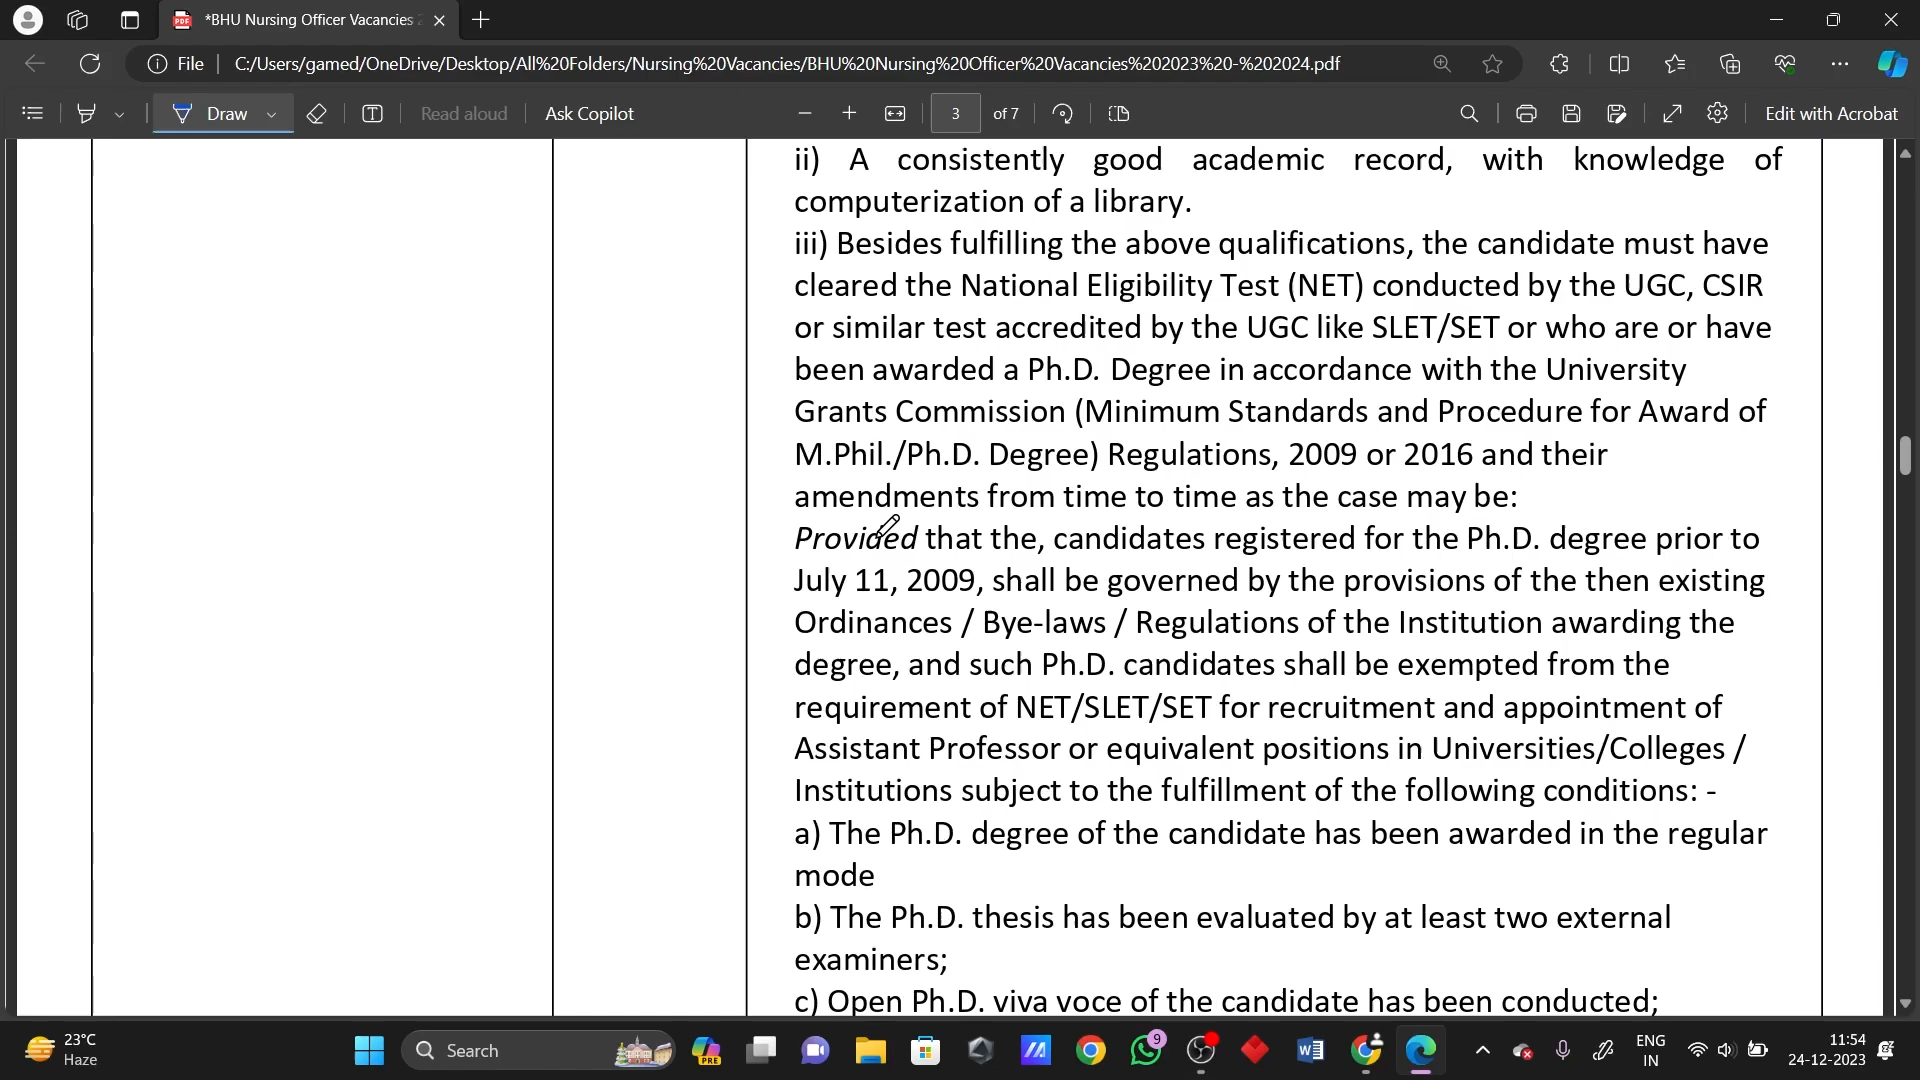 *BHU Nursing Officer Vacancies 2
File
C:/Users/gamed/OneDrive/Desktop/All%20Folders/Nursing%20Vacancies/BHU%20Nursing%20Officer%20Vacancies%202023%20-%202024.pdf
Draw
Read aloud
Ask Copilot
3
of 7
Edit with Acrobat
ii) A consistently good academic record, with knowledge of
computerization of a library.
iii) Besides fulfilling the above qualifications, the candidate must have
cleared the National Eligibility Test (NET) conducted by the UGC, CSIR
or similar test accredited by the UGC like SLET/SET or who are or have
been awarded a Ph.D. Degree in accordance with the University
Grants Commission (Minimum Standards and Procedure for Award of
M.Phil./Ph.D. Degree) Regulations, 2009 or 2016 and their
amendments from time to time as the case may be:
Provided that the, candidates registered for the Ph.D. degree prior to
July 11, 2009, shall be governed by the provisions of the then existing
Ordinances / Bye-laws / Regulations of the Institution awarding the
degree, and such Ph.D. candidates shall be exempted from the
requirement of NET/SLET/SET for recruitment and appointment of
Assistant Professor or equivalent positions in Universities/Colleges /
Institutions subject to the fulfillment of the following conditions: -
a) The Ph.D. degree of the candidate has been awarded in the regular
mode
b) The Ph.D. thesis has been evaluated by at least two external
examiners;
c) Open Ph.D. viva voce of the candidate has been conducted;
23°C
Haze
Search
PRE
9
ENG
IN
11:54
24-12-2023